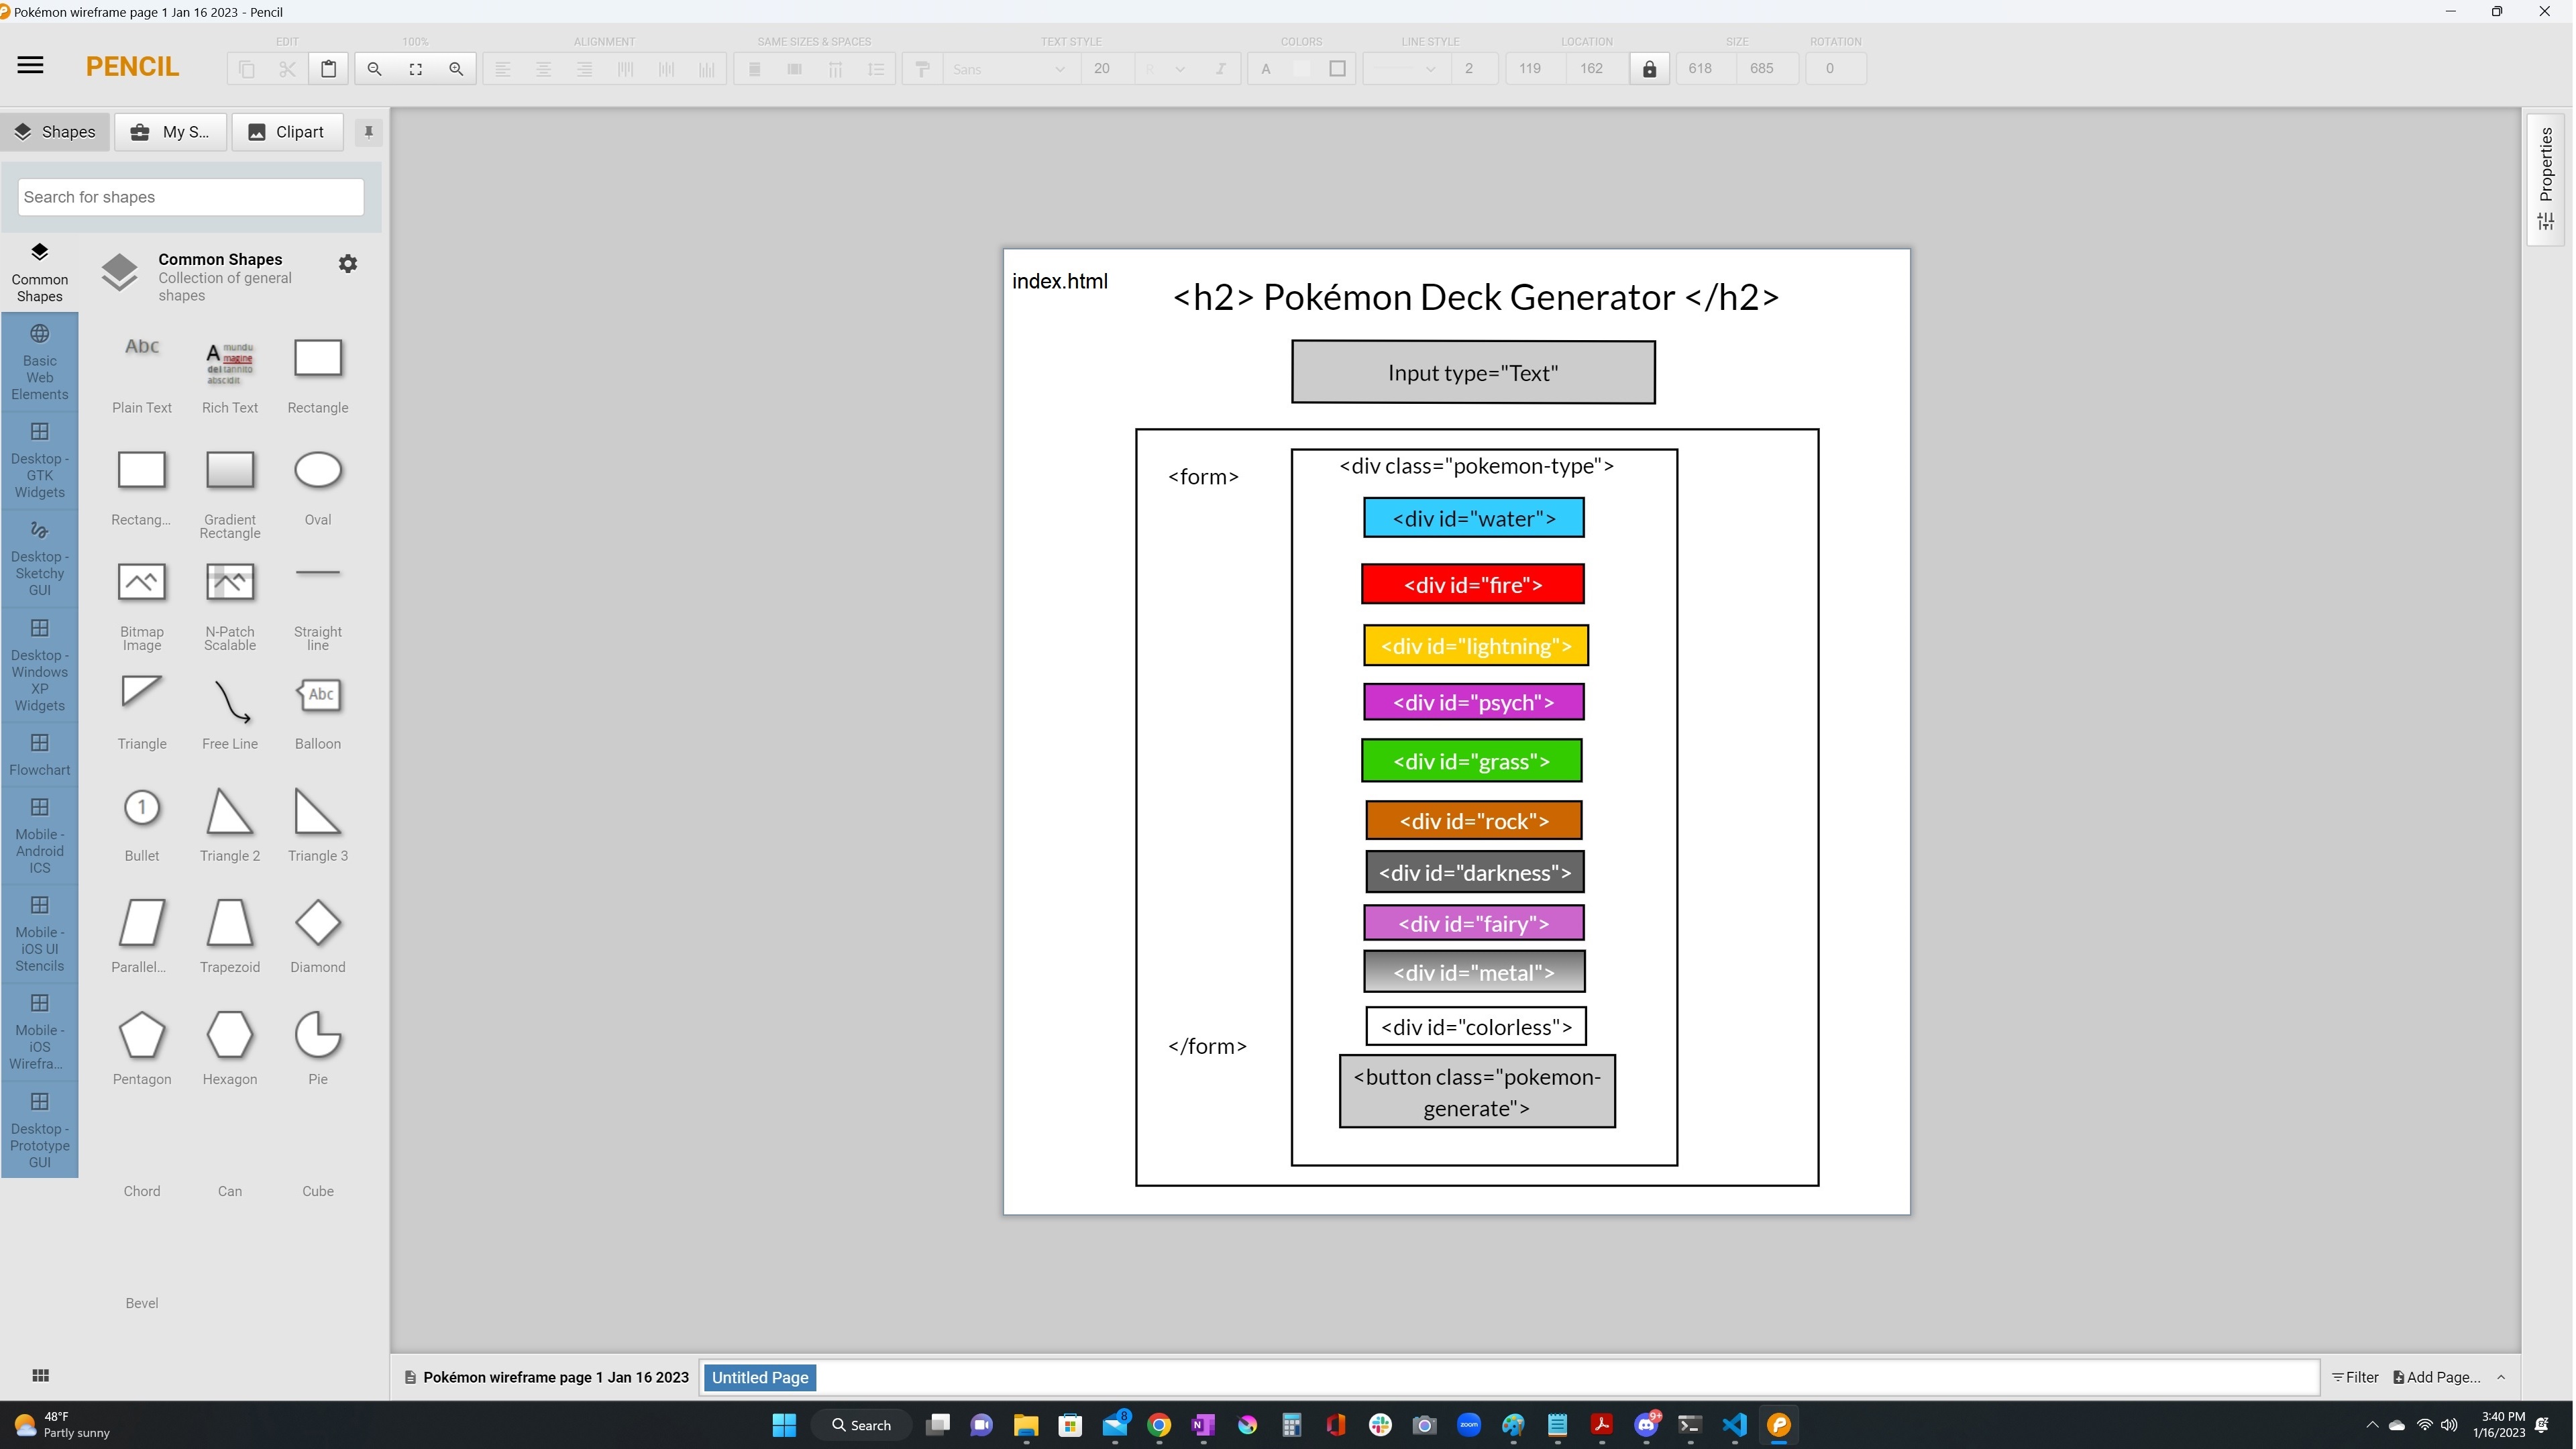 Pokémon wireframe page 1 Jan 16 2023 - Pencil
EDIT
100%
ALIGNMENT
SAME SIZES & SPACES
TEXT STYLE
COLORS
LINE STYLE
LOCATION
SIZE
ROTATION
PENCIL
Sans
20
R
I
A
2
119
162
618
685
0
Shapes
My S...
Clipart
Properties
Search for shapes
Common
Shapes
Common Shapes
Collection of general
shapes
Basic
Web
Elements
Desktop -
GTK
Widgets
Desktop -
Sketchy
GUI
Desktop -
Windows
XP
Widgets
Flowchart
Mobile -
Android
ICS
Mobile -
iOS UI
Stencils
Mobile -
iOS
Wirefra...
Desktop -
Prototype
GUI
Abc
A mundu
magine
del tannito
abscidit
Plain Text
Rich Text
Rectangle
Rectang...
Gradient
Rectangle
Oval
Bitmap
Image
N-Patch
Scalable
Straight
line
Abc
Triangle
Free Line
Balloon
1
Bullet
Triangle 2
Triangle 3
Parallel...
Trapezoid
Diamond
Pentagon
Hexagon
Pie
Chord
Can
Cube
Bevel
index.html
<h2> Pokémon Deck Generator </h2>
Input type="Text"
<form>
<div class="pokemon-type">
<div id="water">
<div id="fire">
<div id="lightning">
<div id="psych">
<div id="grass">
<div id="rock">
<div id="darkness">
<div id="fairy">
<div id="metal">
<div id="colorless">
</form>
<button class="pokemon-
generate">
Pokémon wireframe page 1 Jan 16 2023
Untitled Page
Filter
Add Page...
48°F
Partly sunny
Search
8
N
zoom
9+
P
3:40 PM
1/16/2023